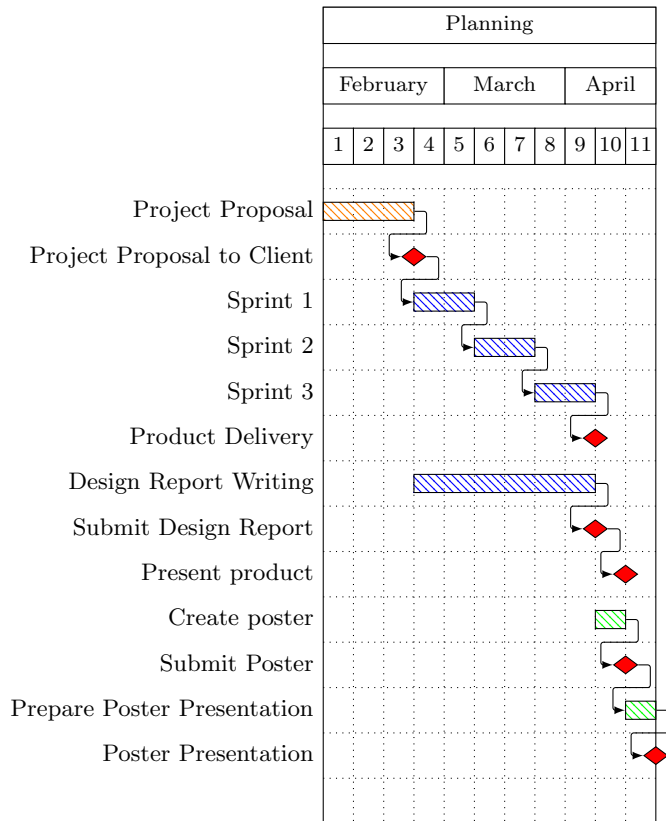 Planning
February March April
1 2 3 4 5 6 7 8 9 10 11
Project Proposal
Project Proposal to Client
Sprint 1
Sprint 2
Sprint 3
Product Delivery
Design Report Writing
Submit Design Report
Present product
Create poster
Submit Poster
Prepare Poster Presentation
Poster Presentation